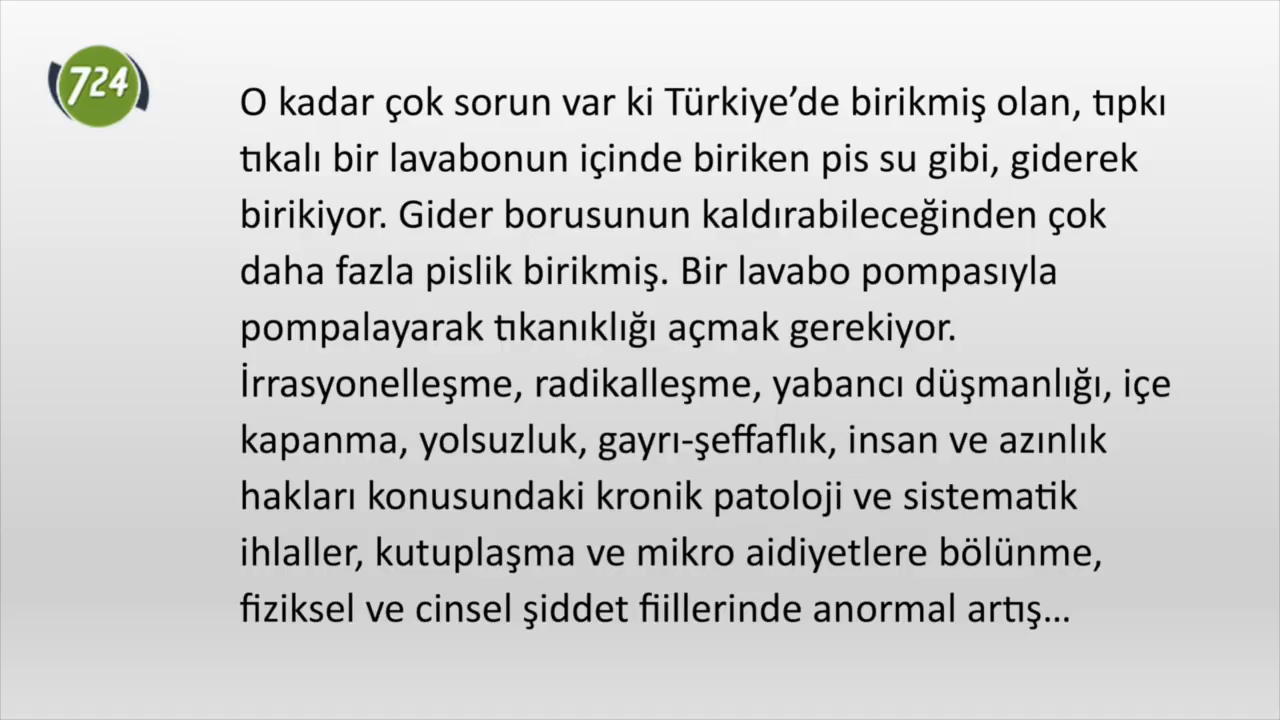 724
O kadar çok sorun var ki Türkiye’de birikmiş olan, tıpkı
tıkalı bir lavabonun içinde biriken pis su gibi, giderek
birikiyor. Gider borusunun kaldırabileceğinden çok
daha fazla pislik birikmiş. Bir lavabo pompasıyla
pompalayarak tıkanıklığı açmak gerekiyor.
İrrasyonelleşme, radikalleşme, yabancı düşmanlığı, içe
kapanma, yolsuzluk, gayrı-şeffaflık, insan ve azınlık
hakları konusundaki kronik patoloji ve sistematik
ihlaller, kutuplaşma ve mikro aidiyetlere bölünme,
fiziksel ve cinsel şiddet fiillerinde anormal artış…